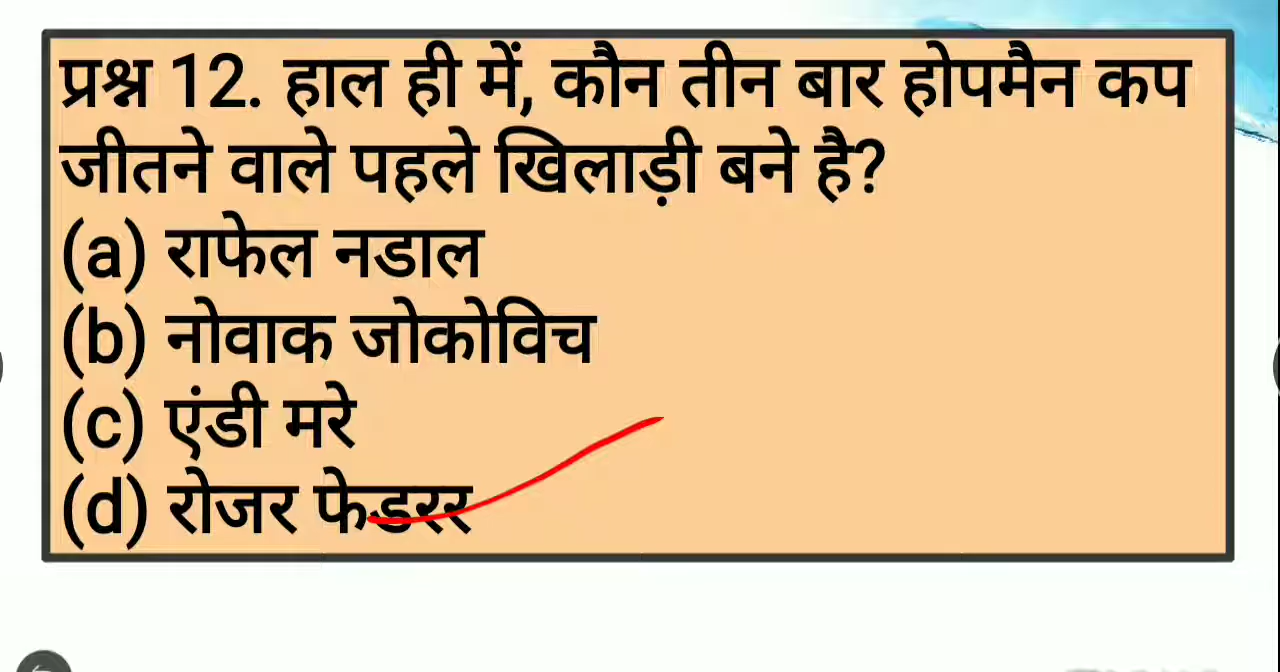 प्रश्न 12. हाल ही में, कौन तीन बार होपमैन कप
जीतने वाले पहले खिलाड़ी बने है?
(a) राफेल नडाल
(b) नोवाक जोकोविच
(c) एंडी मरे
(d) रोजर फेडरर